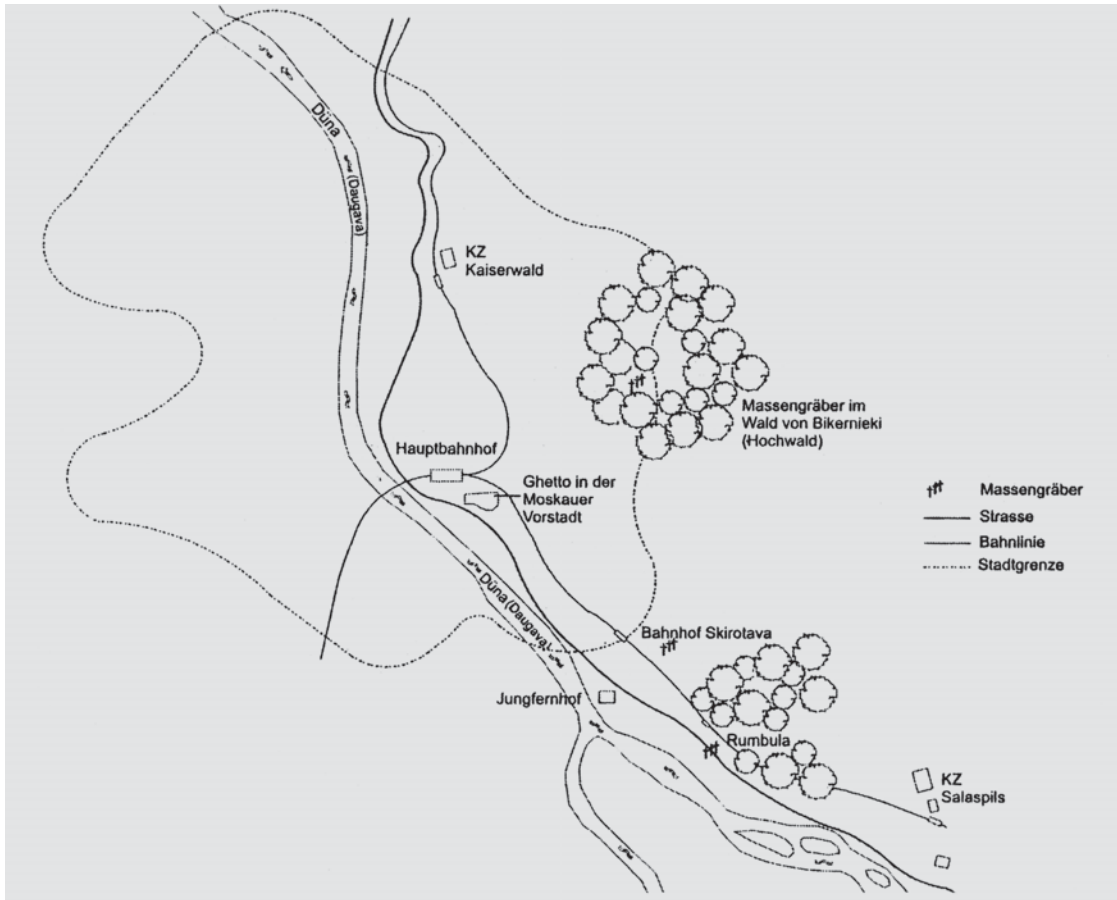 Düna
(Daugava)
KZ
Kaiserwald
Massengräber im
Wald von Bikernieki
(Hochwald)
Hauptbahnhof
Ghetto in der
Moskauer
Vorstadt
Massengräber
Strasse
Bahnlinie
Stadtgrenze
Düna (Daugava)
Bahnhof Skirotava
Jungfernhof
Rumbula
KZ
Salaspils